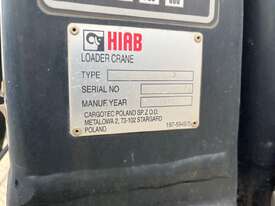 HIAB
LOADER CRANE
TYPE
SERIAL NO
MANUF. YEAR
CARGOTEC POLAND SP. Z O.O.
METALOWA 2, 73-102 STARGARD
POLAND